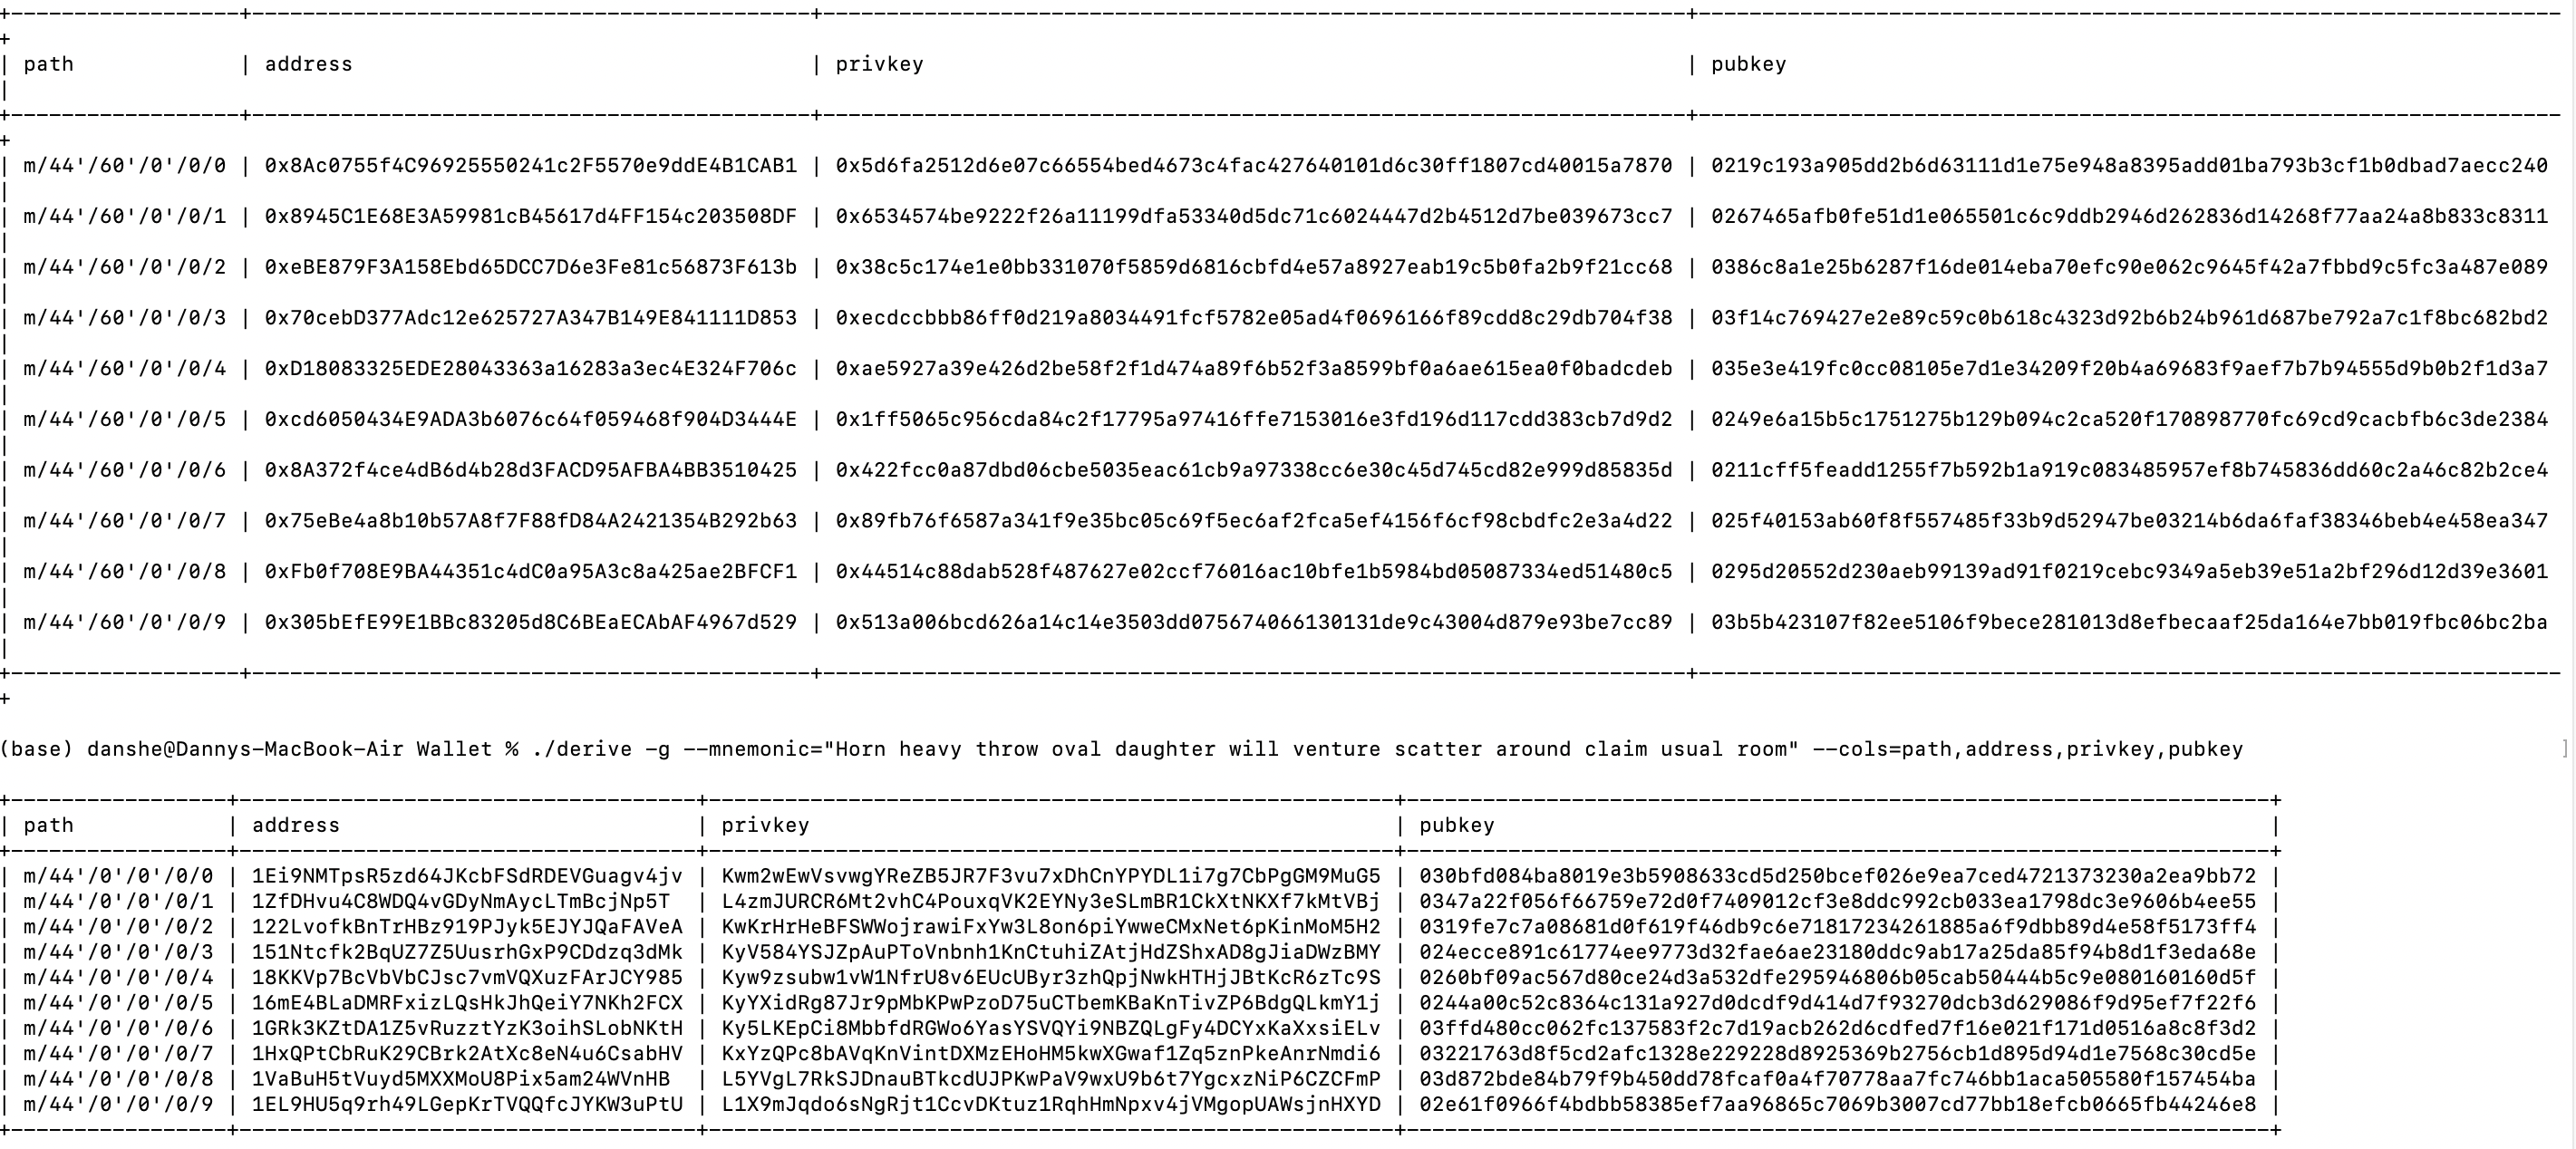 | path | address | privkey | pubkey |
| m/44'/60'/0'/0/0 | 0x8Ac0755f4C96925550241c2F5570e9ddE4B1CAB1 | 0x5d6fa2512d6e07c66554bed4673c4fac427640101d6c30ff1807cd40015a7870 | 0219c193a905dd2b6d63111d1e75e948a8395add01ba793b3cf1b0dbad7aecc240 |
| m/44'/60'/0'/0/1 | 0x8945C1E68E3A59981cB45617d4FF154c203508DF | 0x6534574be9222f26a11199dfa53340d5dc71c6024447d2b4512d7be039673cc7 | 0267465afb0fe51d1e065501c6c9ddb2946d262836d14268f77aa24a8b833c8311 |
| m/44'/60'/0'/0/2 | 0xeBE879F3A158Ebd65DCC7D6e3Fe81c56873F613b | 0x38c5c174e1e0bb331070f5859d6816cbfd4e57a8927eab19c5b0fa2b9f21cc68 | 0386c8a1e25b6287f16de014eba70efc90e062c9645f42a7fbbd9c5fc3a487e089 |
| m/44'/60'/0'/0/3 | 0x70cebD377Adc12e625727A347B149E841111D853 | 0xecdccbbb86ff0d219a8034491fcf5782e05ad4f0696166f89cdd8c29db704f38 | 03f14c769427e2e89c59c0b618c4323d92b6b24b961d687be792a7c1f8bc682bd2 |
| m/44'/60'/0'/0/4 | 0xD18083325EDE28043363a16283a3ec4E324F706c | 0xae5927a39e426d2be58f2f1d474a89f6b52f3a8599bf0a6ae615ea0f0badcdeb | 035e3e419fc0cc08105e7d1e34209f20b4a69683f9aef7b7b94555d9b0b2f1d3a7 |
| m/44'/60'/0'/0/5 | 0xcd6050434E9ADA3b6076c64f059468f904D3444E | 0x1ff5065c956cda84c2f17795a97416ffe7153016e3fd196d117cdd383cb7d9d2 | 0249e6a15b5c1751275b129b094c2ca520f170898770fc69cd9cacbfb6c3de2384 |
| m/44'/60'/0'/0/6 | 0x8A372f4ce4dB6d4b28d3FACD95AFBA4BB3510425 | 0x422fcc0a87dbd06cbe5035eac61cb9a97338cc6e30c45d745cd82e999d85835d | 0211cff5feadd1255f7b592b1a919c083485957ef8b745836dd60c2a46c82b2ce4 |
| m/44'/60'/0'/0/7 | 0x75eBe4a8b10b57A8f7F88fD84A2421354B292b63 | 0x89fb76f6587a341f9e35bc05c69f5ec6af2fca5ef4156f6cf98cbdfc2e3a4d22 | 025f40153ab60f8f557485f33b9d52947be03214b6da6faf38346beb4e458ea347 |
| m/44'/60'/0'/0/8 | 0xFb0f708E9BA44351c4dC0a95A3c8a425ae2BFCF1 | 0x44514c88dab528f487627e02ccf76016ac10bfe1b5984bd05087334ed51480c5 | 0295d20552d230aeb99139ad91f0219cebc9349a5eb39e51a2bf296d12d39e3601 |
| m/44'/60'/0'/0/9 | 0x305bEfE99E1BBc83205d8C6BEaECAbAF4967d529 | 0x513a006bcd626a14c14e3503dd075674066130131de9c43004d879e93be7cc89 | 03b5b423107f82ee5106f9bece281013d8efbecaaf25da164e7bb019fbc06bc2ba |
(base) danshe@Dannys-MacBook-Air Wallet % ./derive -g --mnemonic="Horn heavy throw oval daughter will venture scatter around claim usual room" --cols=path,address,privkey,pubkey ]
| path | address | privkey | pubkey |
| m/44'/0'/0'/0/0 | 1Ei9NMTpsR5zd64JKcbFSdRDEVGuagv4jv | Kwm2wEwVsvwgYReZB5JR7F3vu7xDhCnYPYDL1i7g7CbPgGM9MuG5 | 030bfd084ba8019e3b5908633cd5d250bcef026e9ea7ced4721373230a2ea9bb72 |
| m/44'/0'/0'/0/1 | 1ZfDHvu4C8WDQ4vGDyNmAycLTmBcjNp5T | L4zmJURCR6Mt2vhC4PouxqVK2EYNy3eSLmBR1CkXtNKXf7kMtVBj | 0347a22f056f66759e72d0f7409012cf3e8ddc992cb033ea1798dc3e9606b4ee55 |
| m/44'/0'/0'/0/2 | 122LvofkBnTrHBz919PJyk5EJYJQaFAVeA | KwKrHrHeBFSWWojrawiFxYw3L8on6piYwweCMxNet6pKinMoM5H2 | 0319fe7c7a08681d0f619f46db9c6e71817234261885a6f9dbb89d4e58f5173ff4 |
| m/44'/0'/0'/0/3 | 151Ntcfk2BqUZ7Z5UusrhGxP9CDdzq3dMk | KyV584YSJZpAuPToVnbnh1KnCtuhiZAtjHdZShxAD8gJiaDWzBMY | 024ecce891c61774ee9773d32fae6ae23180ddc9ab17a25da85f94b8d1f3eda68e |
| m/44'/0'/0'/0/4 | 18KKVp7BcVbVbCJsc7vmVQXuzFArJCY985 | Kyw9zsubw1vW1NfrU8v6EUcUByr3zhQpjNwkHTHjJBtKcR6zTc9S | 0260bf09ac567d80ce24d3a532dfe295946806b05cab50444b5c9e080160160d5f |
| m/44'/0'/0'/0/5 | 16mE4BLaDMRFxizLQsHkJhQeiY7NKh2FCX | KyYXidRg87Jr9pMbKPwPzoD75uCTbemKBaKnTivZP6BdgQLkmY1j | 0244a00c52c8364c131a927d0dcdf9d414d7f93270dcb3d629086f9d95ef7f22f6 |
| m/44'/0'/0'/0/6 | 1GRk3KZtDA1Z5vRuzztYzK3oihSLobNKtH | Ky5LKEpCi8MbbfdRGWo6YasYSVQYi9NBZQLgFy4DCYxKaXxsiELv | 03ffd480cc062fc137583f2c7d19acb262d6cdfed7f16e021f171d0516a8c8f3d2 |
| m/44'/0'/0'/0/7 | 1HxQPtCbRuK29CBrk2AtXc8eN4u6CsabHV | KxYzQPc8bAVqKnVintDXMzEHoHM5kwXGwaf1Zq5znPkeAnrNmdi6 | 03221763d8f5cd2afc1328e229228d8925369b2756cb1d895d94d1e7568c30cd5e |
| m/44'/0'/0'/0/8 | 1VaBuH5tVuyd5MXXMoU8Pix5am24WVnHB | L5YVgL7RkSJDnauBTkcdUJPKwPaV9wxU9b6t7YgcxzNiP6CZCFmP | 03d872bde84b79f9b450dd78fcaf0a4f70778aa7fc746bb1aca505580f157454ba |
| m/44'/0'/0'/0/9 | 1EL9HU5q9rh49LGepKrTVQQfcJYKW3uPtU | L1X9mJqdo6sNgRjt1CcvDKtuz1RqhHmNpxv4jVMgopUAWsjnHXYD | 02e61f0966f4bdbb58385ef7aa96865c7069b3007cd77bb18efcb0665fb44246e8 |